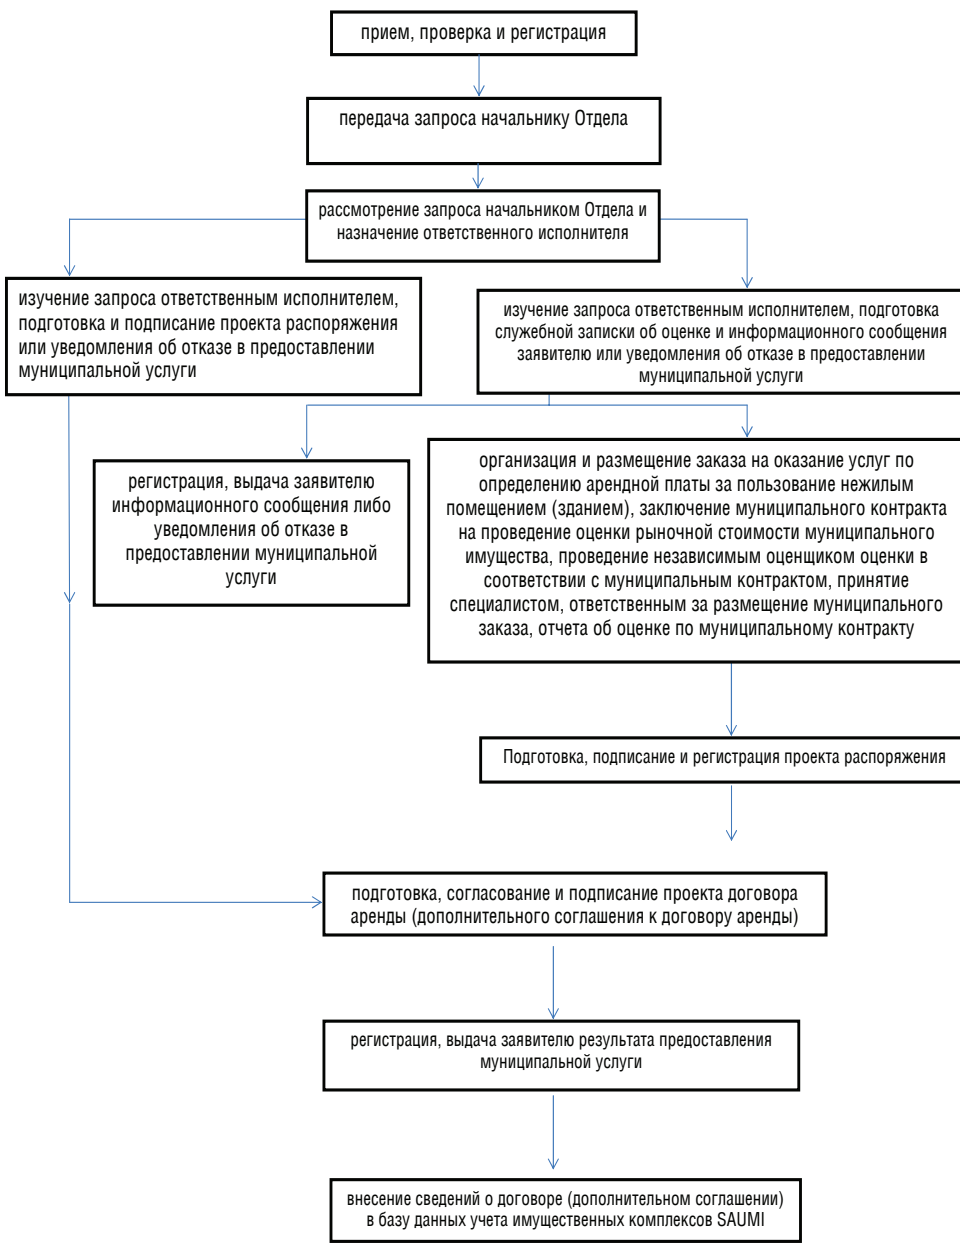 прием, проверка и регистрация
передача запроса начальнику Отдела
рассмотрение запроса начальником Отдела и
назначение ответственного исполнителя
изучение запроса ответственным исполнителем,
подготовка и подписание проекта распоряжения
или уведомления об отказе в предоставлении
муниципальной услуги
изучение запроса ответственным исполнителем, подготовка
служебной записки об оценке и информационного сообщения
заявителю или уведомления об отказе в предоставлении
муниципальной услуги
регистрация, выдача заявителю
информационного сообщения либо
уведомления об отказе в
предоставлении муниципальной
услуги
организация и размещение заказа на оказание услуг по
определению арендной платы за пользование нежилым
помещением (зданием), заключение муниципального контракта
на проведение оценки рыночной стоимости муниципального
имущества, проведение независимым оценщиком оценки в
соответствии с муниципальным контрактом, принятие
специалистом, ответственным за размещение муниципального
заказа, отчета об оценке по муниципальному контракту
Подготовка, подписание и регистрация проекта распоряжения
подготовка, согласование и подписание проекта договора
аренды (дополнительного соглашения к договору аренды)
регистрация, выдача заявителю результата предоставления
муниципальной услуги
внесение сведений о договоре (дополнительном соглашении)
в базу данных учета имущественных комплексов SAUMI